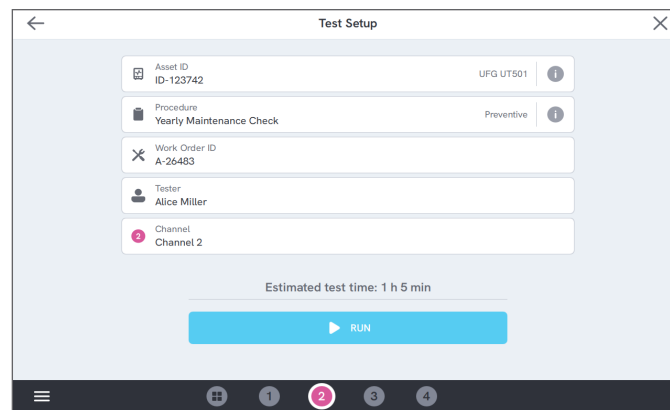 Test Setup
Asset ID
ID-123742
UFG UT501
i
Procedure
Yearly Maintenance Check
Preventive
i
Work Order ID
A-26483
Tester
Alice Miller
2
Channel
Channel 2
Estimated test time: 1 h 5 min
RUN
1 2 3 4